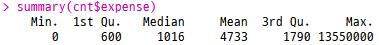 > summary(cnt$expense)
Min. 1st Qu. Median Mean 3rd Qu. Max.
0 600 1016 4733 1790 13550000